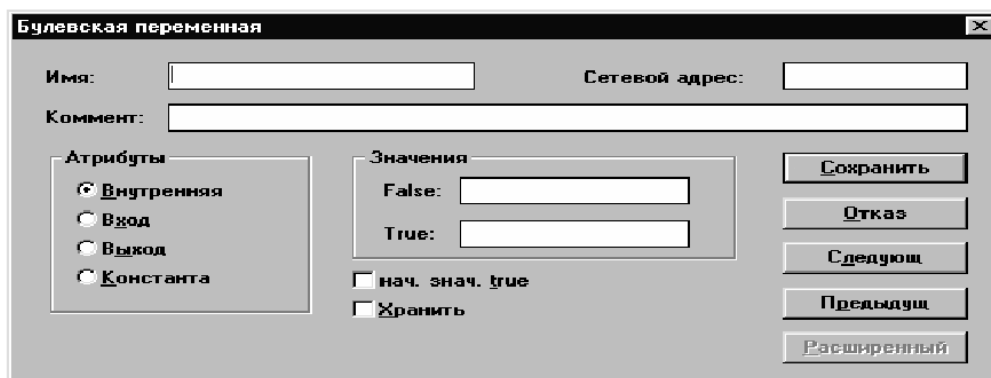 Булевская переменная
Имя:
Сетевой адрес:
Коммент:
Атрибуты
Внутренняя
Вход
Выход
Константа
Значения
False:
True:
нач. знач. true
Хранить
Сохранить
Отказ
Следующ
Предыдущ
Расширенный